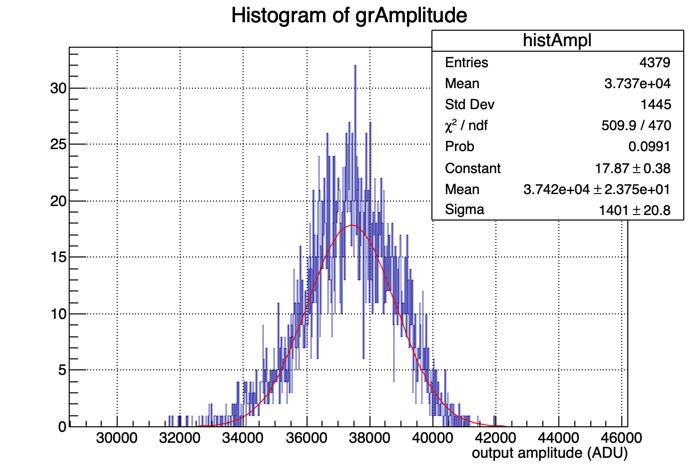 Histogram of grAmplitude
histAmpl
Entries 4379
Mean 3.737e+04
Std Dev 1445
χ² / ndf 509.9 / 470
Prob 0.0991
Constant 17.87 ± 0.38
Mean 3.742e+04 ± 2.375e+01
Sigma 1401 ± 20.8
30
25
20
15
10
5
0
30000 32000 34000 36000 38000 40000 42000 44000 46000
output amplitude (ADU)